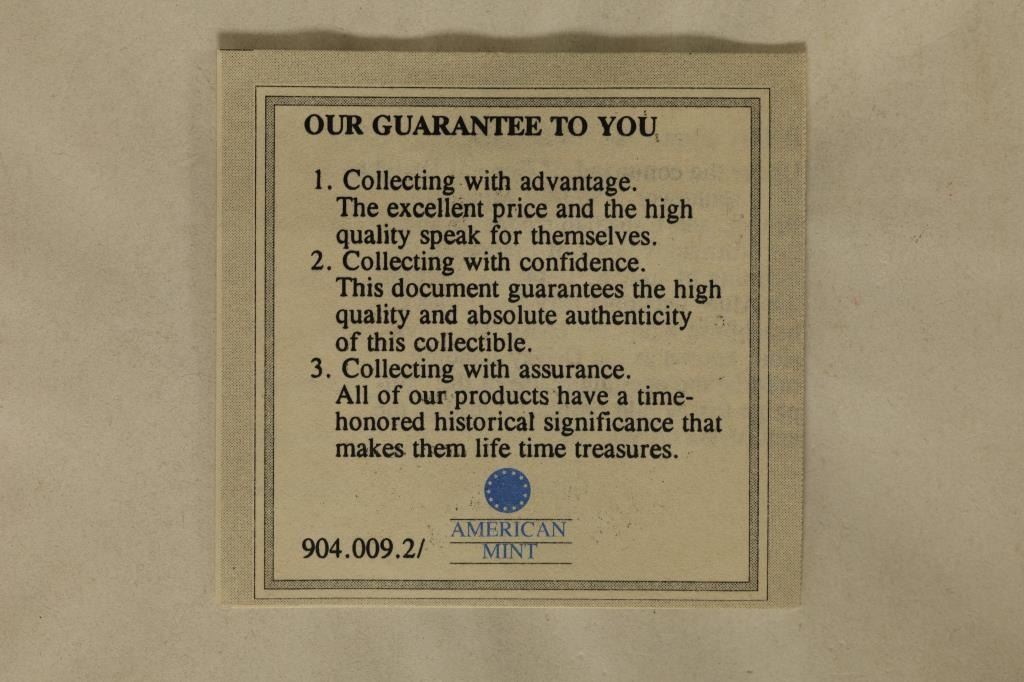 OUR GUARANTEE TO YOU
1. Collecting with advantage.
The excellent price and the high
quality speak for themselves.
2. Collecting with confidence.
This document guarantees the high
quality and absolute authenticity
of this collectible.
3. Collecting with assurance.
All of our products have a time-
honored historical significance that
makes them life time treasures.
AMERICAN
MINT
904.009.2/